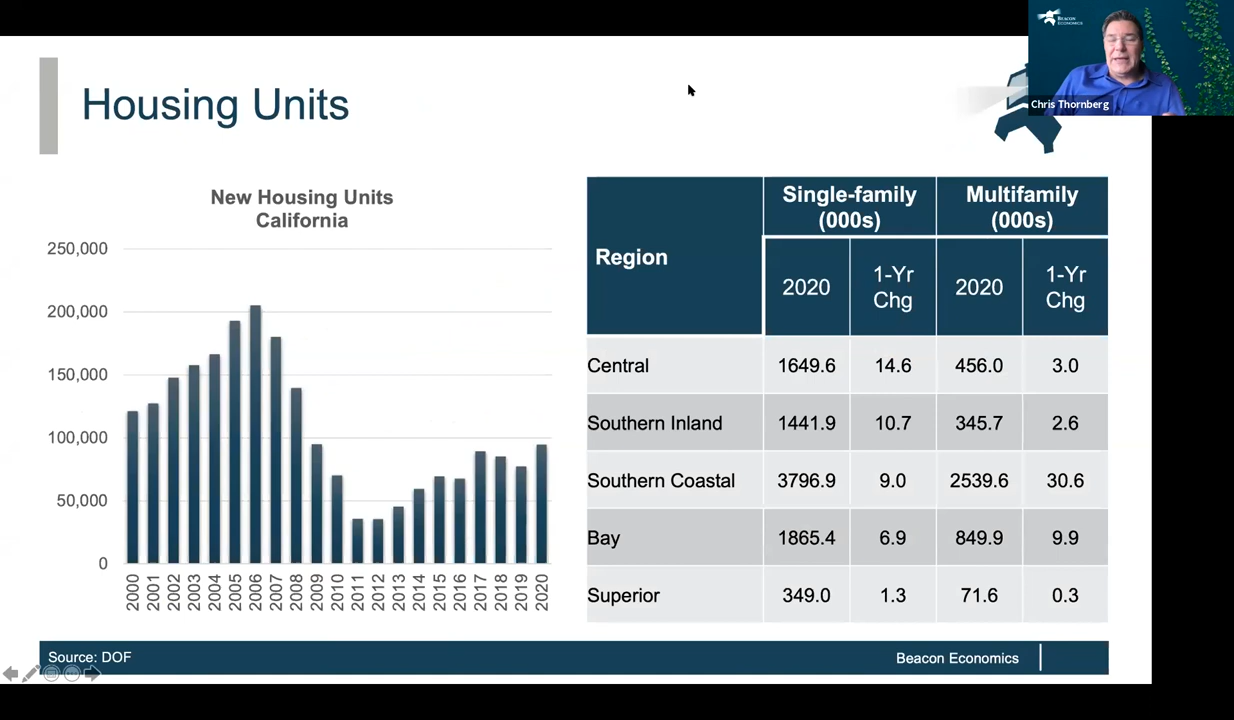 BEACON
ECONOMICS
Chris Thornberg
Housing Units
New Housing Units
California
250,000
200,000
150,000
100,000
50,000
0
2000 2001 2002 2003 2004 2005 2006 2007 2008 2009 2010 2011 2012 2013 2014 2015 2016 2017 2018 2019 2020
Region Single-family (000s) Multifamily (000s)
2020 1-Yr Chg 2020 1-Yr Chg
Central 1649.6 14.6 456.0 3.0
Southern Inland 1441.9 10.7 345.7 2.6
Southern Coastal 3796.9 9.0 2539.6 30.6
Bay 1865.4 6.9 849.9 9.9
Superior 349.0 1.3 71.6 0.3
Source: DOF
Beacon Economics